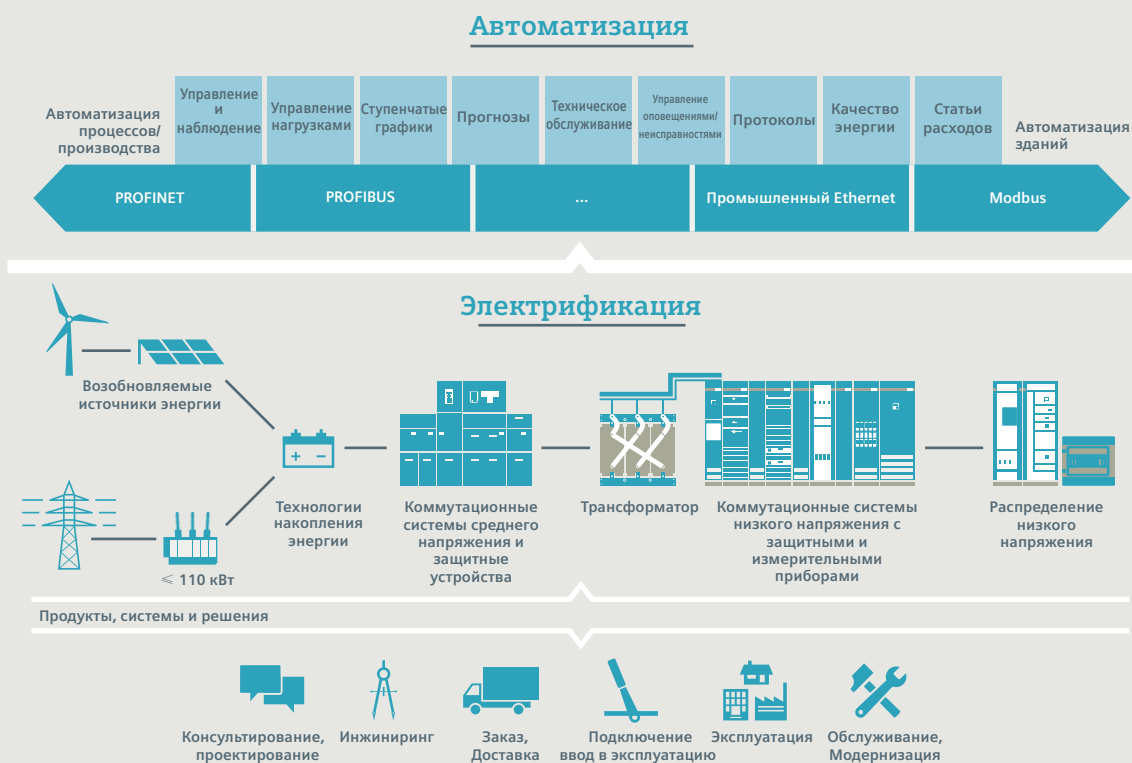 Автоматизация
Автоматизация
процессов/
производства
Управление
и
наблюдение
Управление
нагрузками
Ступенчатые
графики
Прогнозы
Техническое
обслуживание
Управление
оповещениями/
неисправностями
Протоколы
Качество
энергии
Статьи
расходов
Автоматизация
зданий
PROFINET
PROFIBUS
...
Промышленный Ethernet
Modbus
Электрификация
Возобновляемые
источники энергии
⩽ 110 кВт
Технологии
накопления
энергии
Коммутационные
системы среднего
напряжения и
защитные
устройства
Трансформатор
Коммутационные системы
низкого напряжения с
защитными и
измерительными
приборами
Распределение
низкого
напряжения
Продукты, системы и решения
Консультирование,
проектирование
Инжиниринг
Заказ,
Доставка
Подключение
ввод в эксплуатацию
Эксплуатация
Обслуживание,
Модернизация